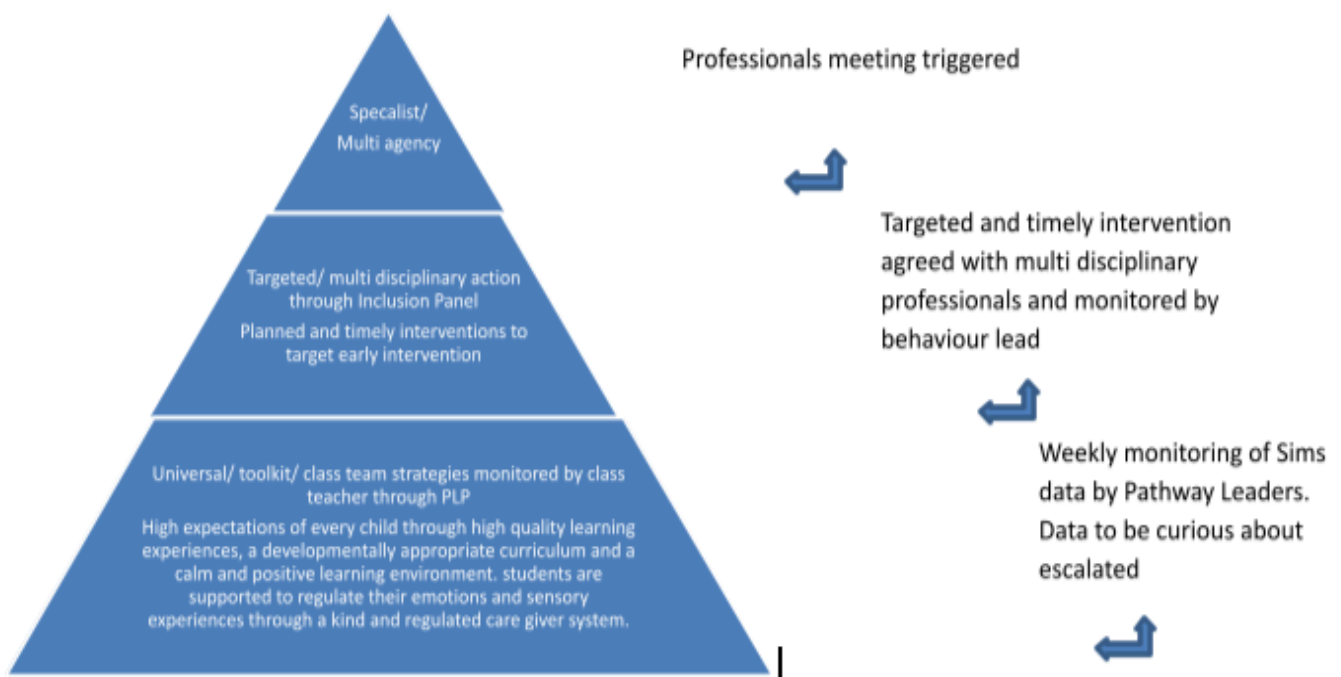 Professionals meeting triggered
Specalist/
Multi agency
Targeted and timely intervention
agreed with multi disciplinary
professionals and monitored by
behaviour lead
Targeted/ multi disciplinary action
through Inclusion Panel
Planned and timely interventions to
target early intervention
Weekly monitoring of Sims
data by Pathway Leaders.
Data to be curious about
escalated
Universal/ toolkit/ class team strategies monitored by class
teacher through PLP
High expectations of every child through high quality learning
experiences, a developmentally appropriate curriculum and a
calm and positive learning environment. students are
supported to regulate their emotions and sensory
experiences through a kind and regulated care giver system.